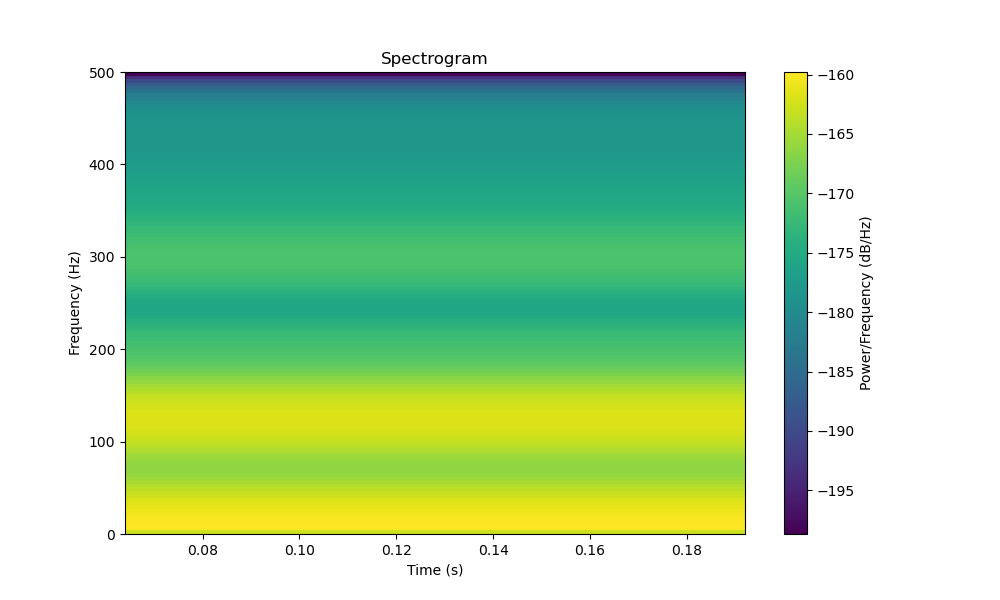 Spectrogram
500
400
300
200
100
0
Frequency (Hz)
0.08 0.10 0.12 0.14 0.16 0.18
Time (s)
−160
−165
−170
−175
−180
−185
−190
−195
Power/Frequency (dB/Hz)